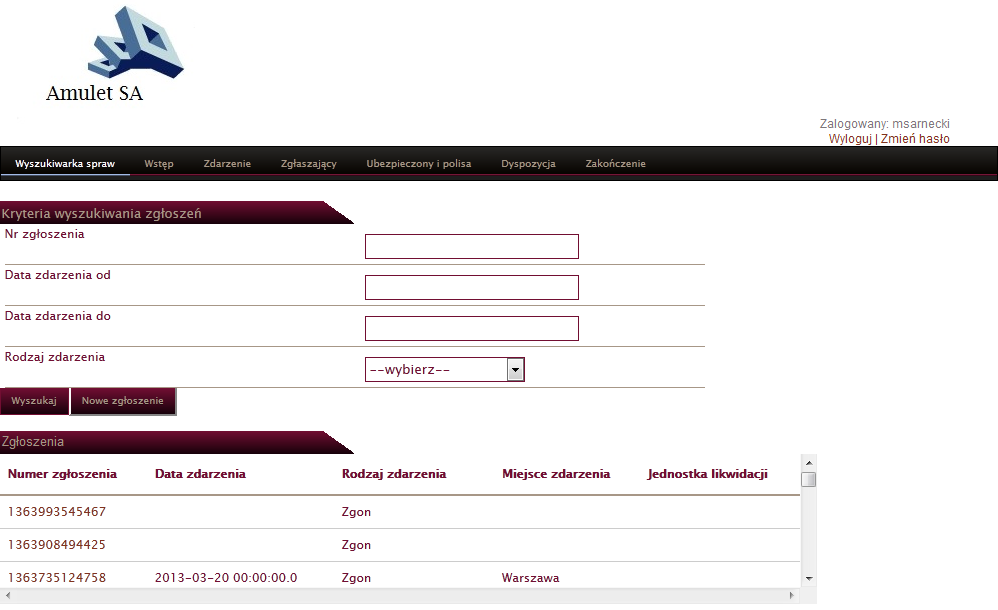 Amulet SA
Zalogowany: msarnecki
Wyloguj | Zmień hasło
Wyszukiwarka spraw Wstęp Zdarzenie Zgłaszający Ubezpieczony i polisa Dyspozycja Zakończenie
Kryteria wyszukiwania zgłoszeń
Nr zgłoszenia
Data zdarzenia od
Data zdarzenia do
Rodzaj zdarzenia
--wybierz--
Wyszukaj Nowe zgłoszenie
Zgłoszenia
Numer zgłoszenia Data zdarzenia Rodzaj zdarzenia Miejsce zdarzenia Jednostka likwidacji
1363993545467 Zgon
1363908494425 Zgon
1363735124758 2013-03-20 00:00:00.0 Zgon Warszawa